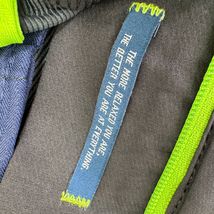 THE MORE RELAXED YOU ARE,
THE BETTER YOU ARE AT EVERYTHING.